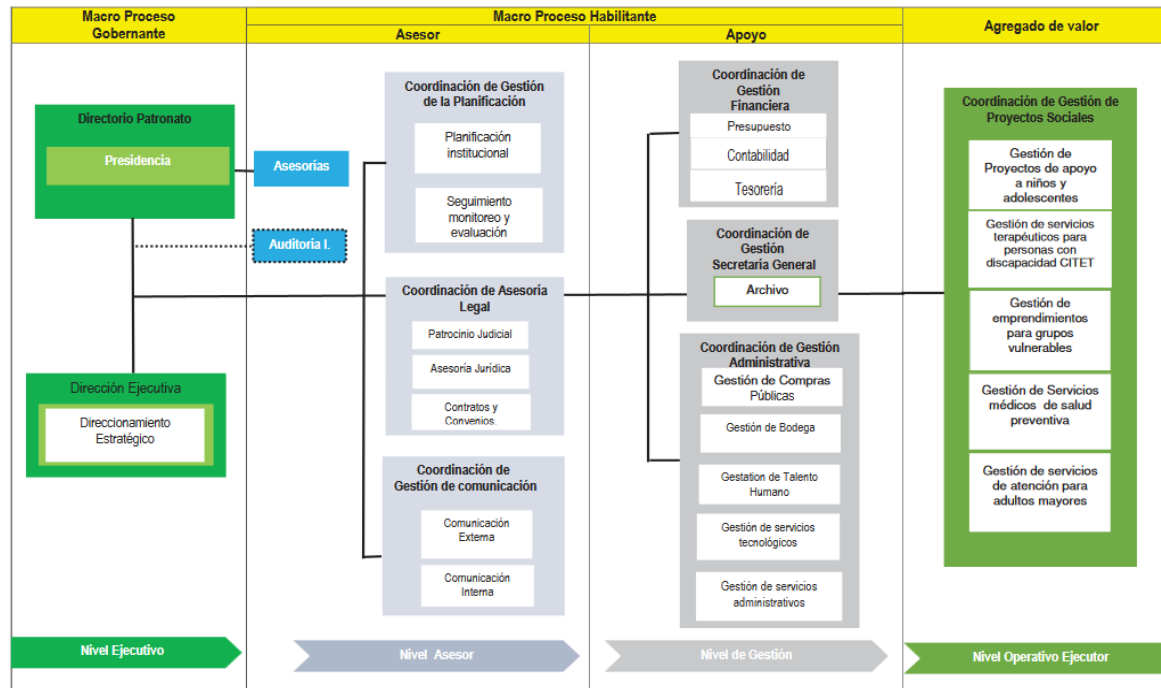 Macro Proceso
Gobernante
Macro Proceso Habilitante
Asesor
Apoyo
Agregado de valor
Directorio Patronato
Presidencia
Asesorías
Auditoria I.
Dirección Ejecutiva
Direccionamiento
Estratégico
Coordinación de Gestión
de la Planificación
Planificación
institucional
Seguimiento
monitoreo y
evaluación
Coordinación de Asesoría
Legal
Patrocinio Judicial
Asesoría Jurídica
Contratos y
Convenios.
Coordinación de
Gestión de comunicación
Comunicación
Externa
Comunicación
Interna
Coordinación de
Gestión
Financiera
Presupuesto
Contabilidad
Tesorería
Coordinación de
Gestión
Secretaria General
Archivo
Coordinación de Gestión
Administrativa
Gestión de Compras
Públicas
Gestión de Bodega
Gestation de Talento
Humano
Gestión de servicios
tecnológicos
Gestión de servicios
administrativos
Coordinación de Gestión de
Proyectos Sociales
Gestión de
Proyectos de apoyo
a niños y
adolescentes
Gestión de servicios
terapéuticos para
personas con
discapacidad CITET
Gestión de
emprendimientos
para grupos
vulnerables
Gestión de Servicios
médicos de salud
preventiva
Gestión de servicios
de atención para
adultos mayores
Nivel Ejecutivo
Nivel Asesor
Nivel de Gestión
Nivel Operativo Ejecutor